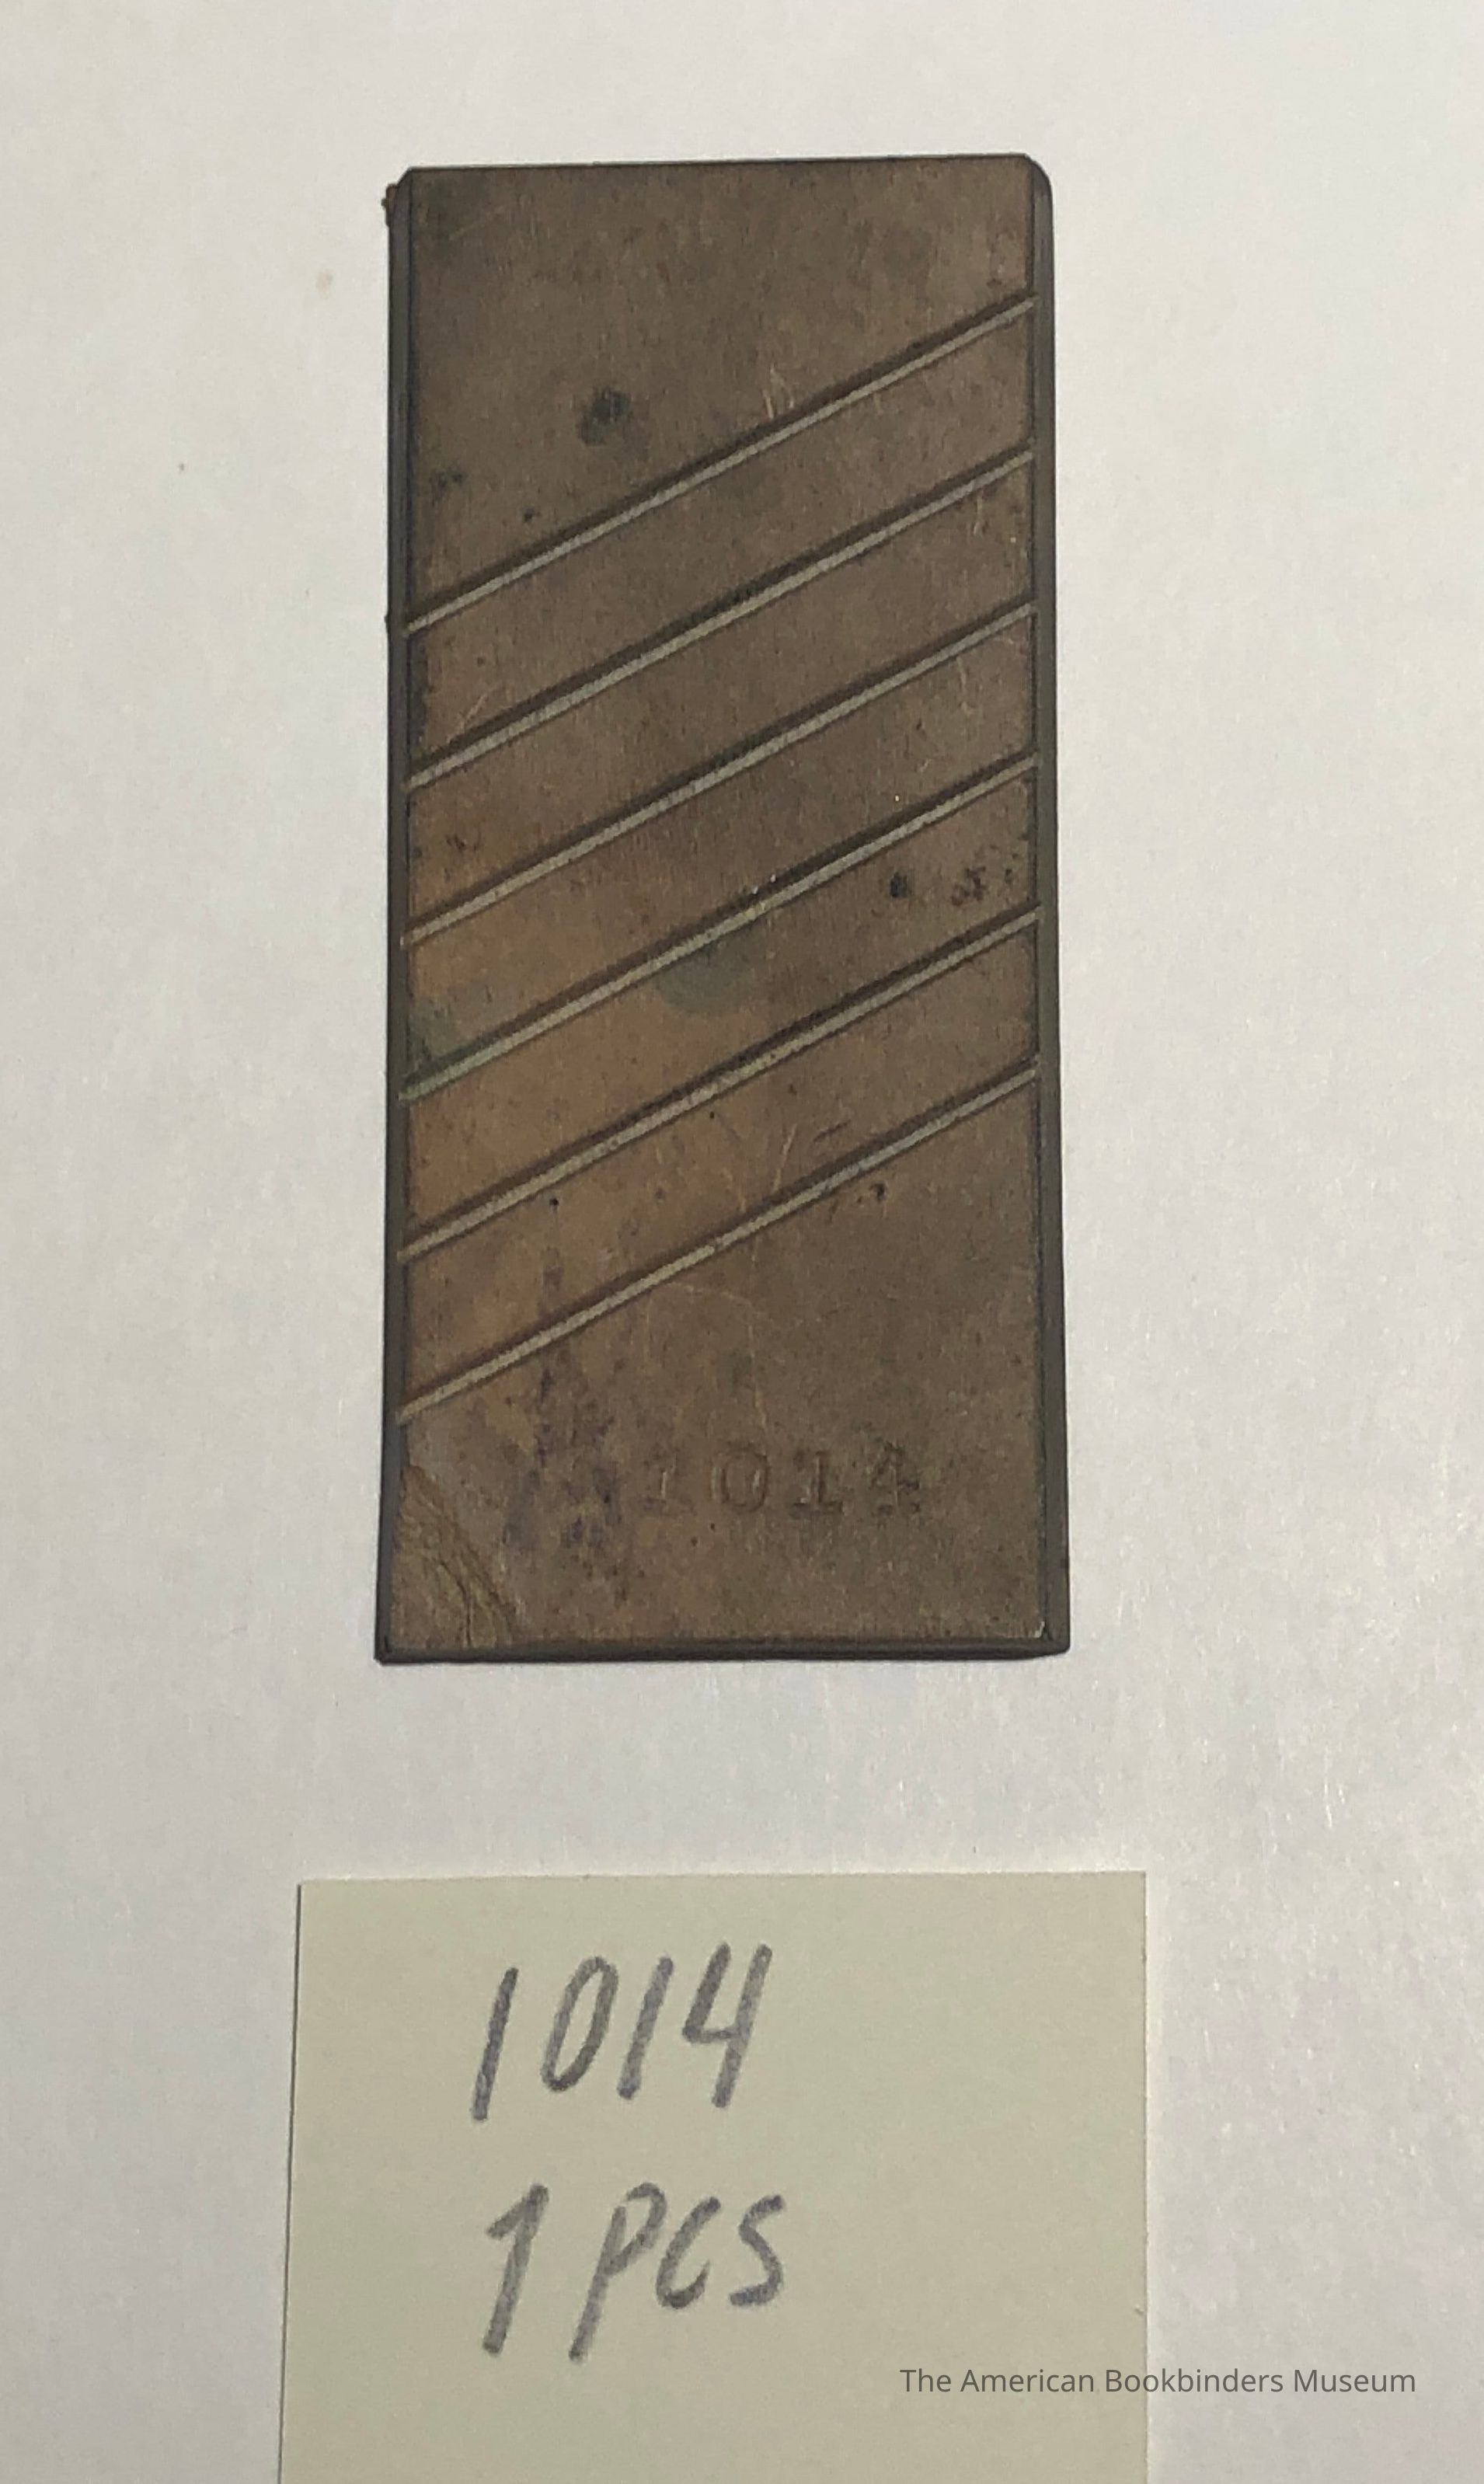 1014
1014
1 PCS
The American Bookbinders Museum